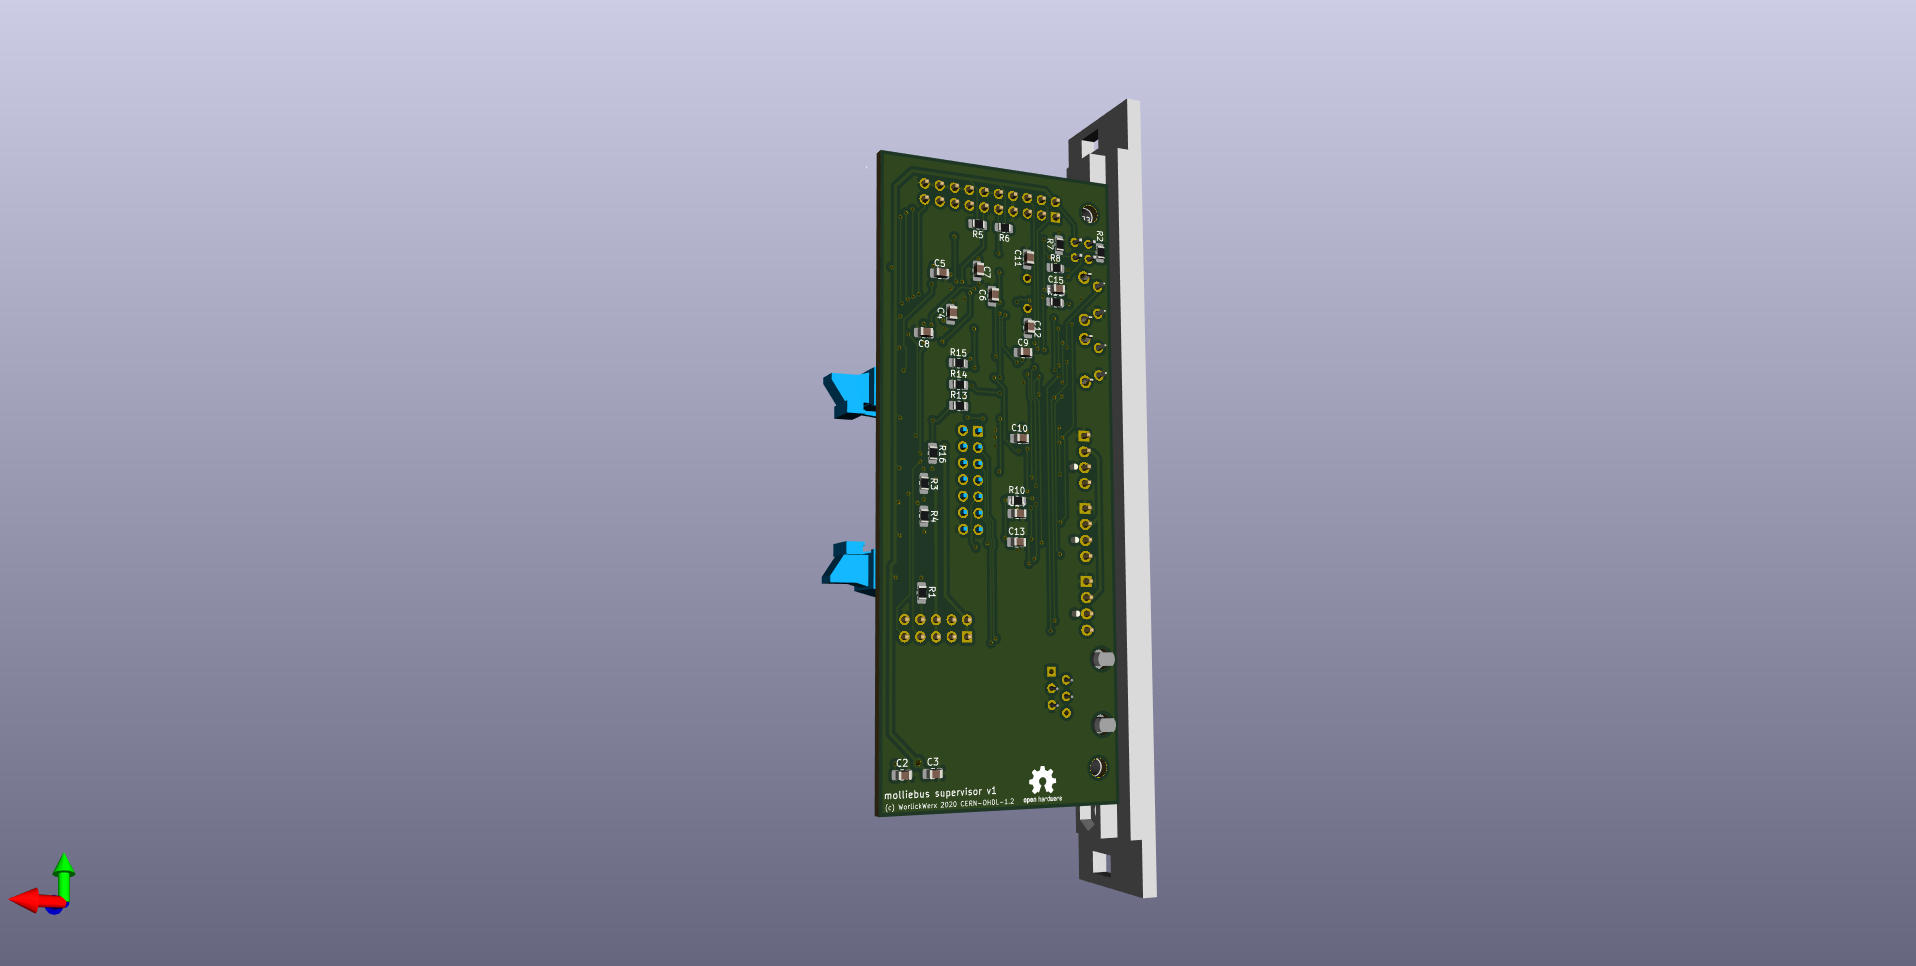 R5
R6
R7
R2
C11
R8
C5
C7
C15
C6
C4
C12
C8
C9
R15
R14
R13
C10
R16
R3
R10
R4
C13
R1
C2
C3
molliebus supervisor v1
(c) WorlickWerx 2020 CERN-OHDL-1.2
open hardware